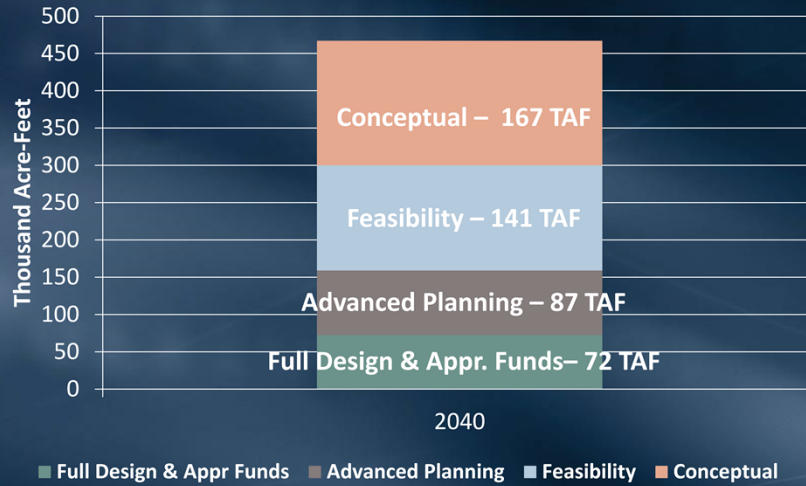 500
450
400
350
300
250
200
150
100
50
0
Thousand Acre-Feet
Conceptual – 167 TAF
Feasibility – 141 TAF
Advanced Planning – 87 TAF
Full Design & Appr. Funds– 72 TAF
2040
Full Design & Appr Funds Advanced Planning Feasibility Conceptual